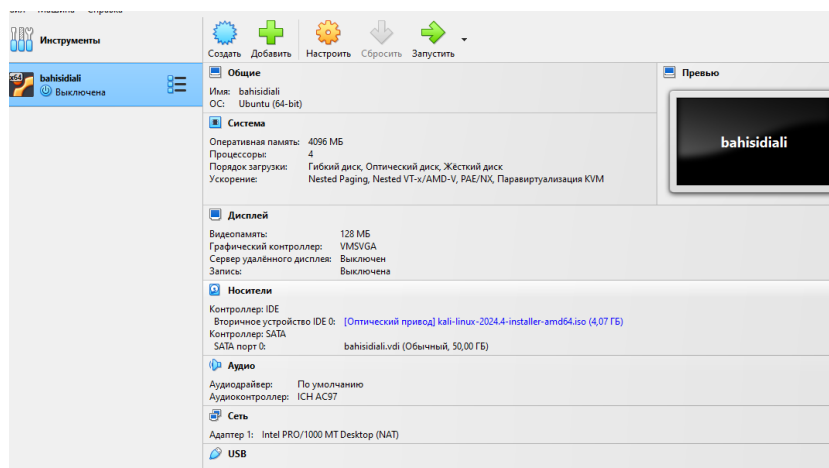 Машина Справка
Инструменты
Создать Добавить Настроить Сбросить Запустить
bahisidiali
Выключена
x64
Общие
Имя: bahisidiali
ОС: Ubuntu (64-bit)
Превью
bahisidiali
Система
Оперативная память: 4096 МБ
Процессоры: 4
Порядок загрузки: Гибкий диск, Оптический диск, Жёсткий диск
Ускорение: Nested Paging, Nested VT-x/AMD-V, PAE/NX, Паравиртуализация KVM
Дисплей
Видеопамять: 128 МБ
Графический контроллер: VMSVGA
Сервер удалённого дисплея: Выключен
Запись: Выключена
Носители
Контроллер: IDE
Вторичное устройство IDE 0: [Оптический привод] kali-linux-2024.4-installer-amd64.iso (4,07 ГБ)
Контроллер: SATA
SATA порт 0: bahisidiali.vdi (Обычный, 50,00 ГБ)
Аудио
Аудиодрайвер: По умолчанию
Аудиоконтроллер: ICH AC97
Сеть
Адаптер 1: Intel PRO/1000 MT Desktop (NAT)
USB